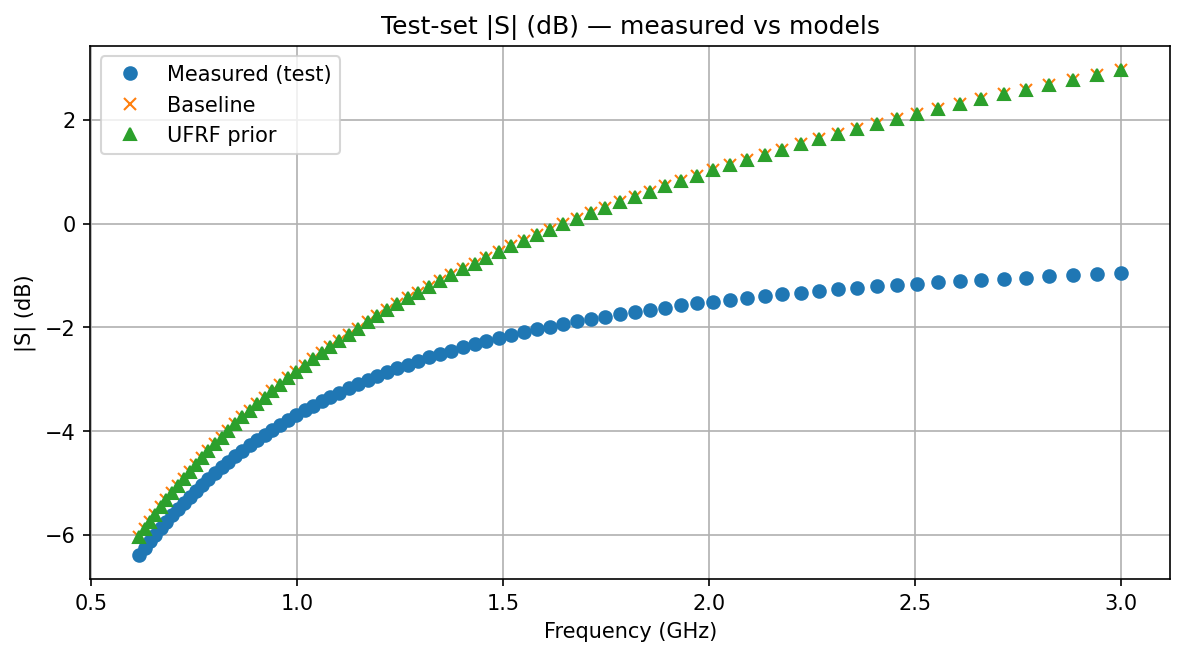 Test-set |S| (dB) — measured vs models
Measured (test)
Baseline
UFRF prior
2
0
−2
−4
−6
|S| (dB)
0.5 1.0 1.5 2.0 2.5 3.0
Frequency (GHz)